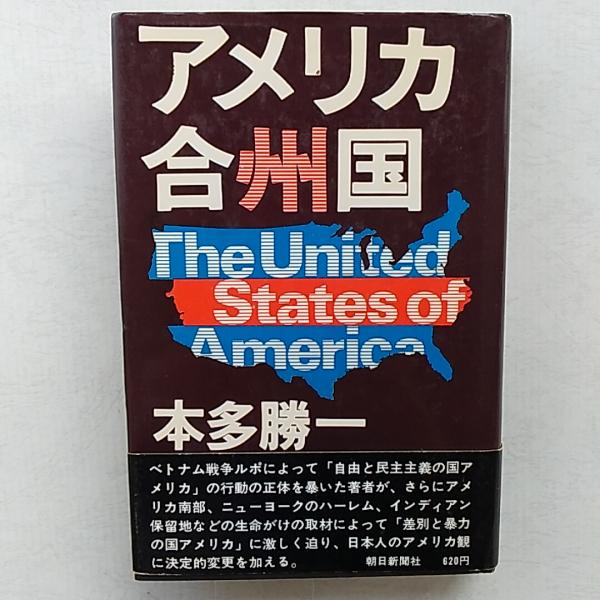 アメリカ
合州国
The United
States of
America
本多勝一
ベトナム戦争ルポによって「自由と民主主義の国ア
メリカ」の行動の正体を暴いた著者が、さらにアメ
リカ南部、ニューヨークのハーレム、インディアン
保留地などの生命がけの取材によって「差別と暴力
の国アメリカ」に激しく迫り、日本人のアメリカ観
に決定的変更を加える。 朝日新聞社 620円